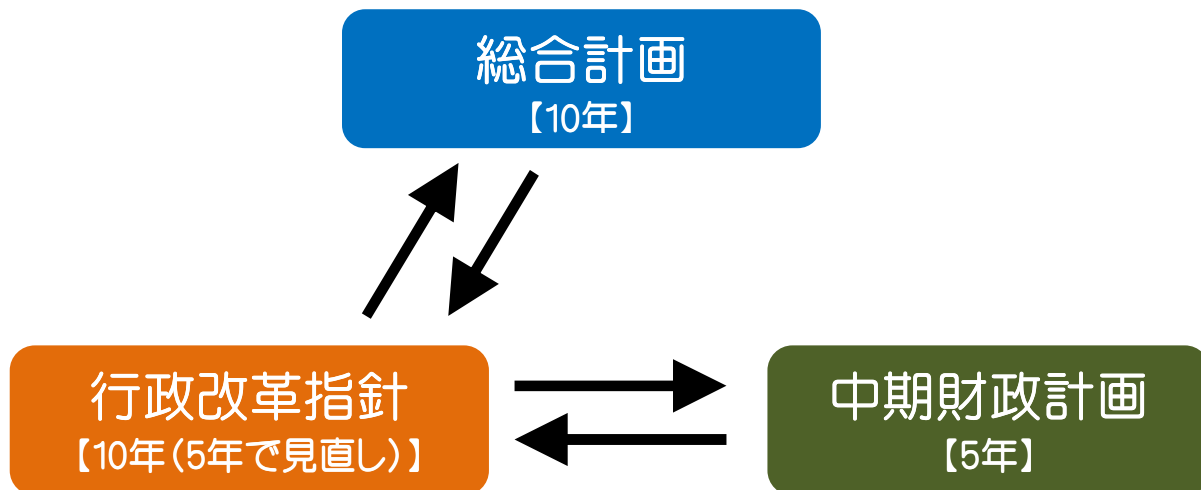 総合計画
【10年】
行政改革指針
【10年（5年で見直し）】
中期財政計画
【5年】